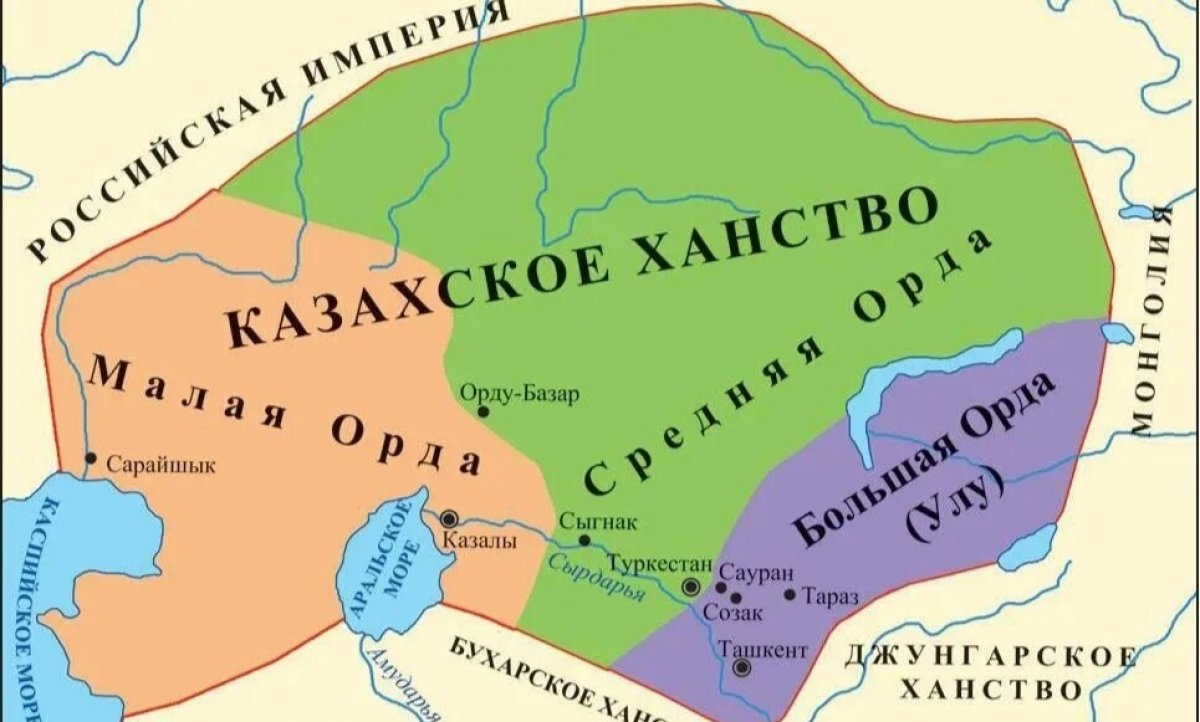 РОССИЙСКАЯ ИМПЕРИЯ
КАЗАХСКОЕ ХАНСТВО
МОНГОЛИЯ
Малая Орда
Средняя Орда
Большая Орда
(Улу)
Орду-Базар
Сарайшык
КАСПИЙСКОЕ МОРЕ
АРАЛЬСКОЕ
МОРЕ
Казалы
Сыгнак
Сырдарья
Туркестан
Сауран
Созак
Тараз
Ташкент
Амударья
БУХАРСКОЕ ХАНС
ДЖУНГАРСКОЕ
ХАНСТВО